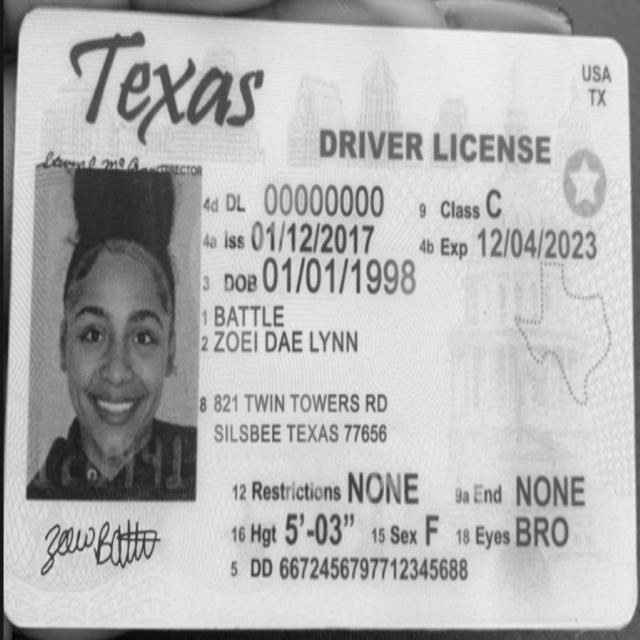 Texas
USA
TX
DRIVER LICENSE
DIRECTOR
4d DL 00000000
9 Class C
4a iss 01/12/2017
4b Exp 12/04/2023
3 DOB 01/01/1998
1 BATTLE
2 ZOEI DAE LYNN
8 821 TWIN TOWERS RD
SILSBEE TEXAS 77656
12 Restrictions NONE
9a End NONE
16 Hgt 5'-03"
15 Sex F
18 Eyes BRO
5 DD 6672456797712345688